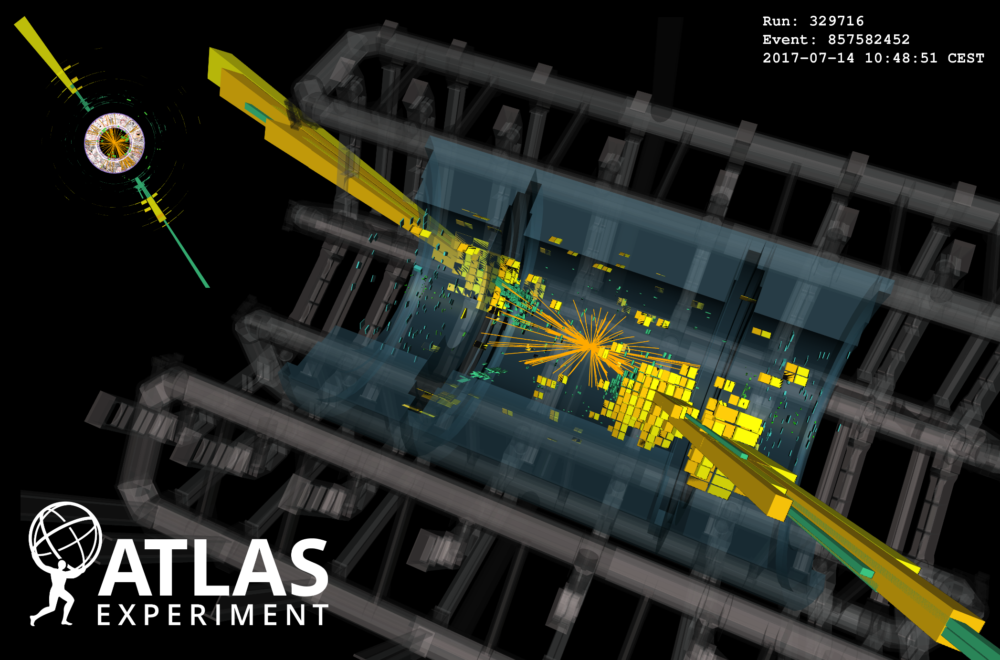 Run: 329716
Event: 857582452
2017-07-14 10:48:51 CEST
ATLAS
EXPERIMENT